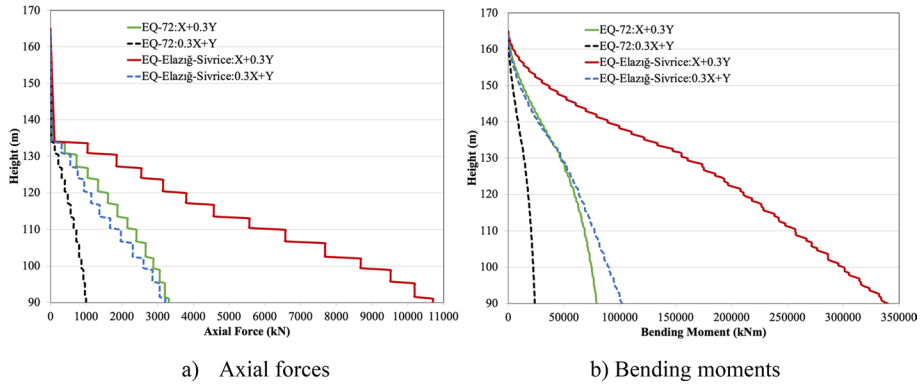 EQ-72:X+0.3Y
EQ-72:0.3X+Y
EQ-Elazığ-Sivrice:X+0.3Y
EQ-Elazığ-Sivrice:0.3X+Y
170
160
150
140
130
120
110
100
90
Height (m)
0 1000 2000 3000 4000 5000 6000 7000 8000 9000 10000 11000
Axial Force (kN)
a) Axial forces
EQ-72:X+0.3Y
EQ-72:0.3X+Y
EQ-Elazığ-Sivrice:X+0.3Y
EQ-Elazığ-Sivrice:0.3X+Y
170
160
150
140
130
120
110
100
90
Height (m)
0 50000 100000 150000 200000 250000 300000 350000
Bending Moment (kNm)
b) Bending moments